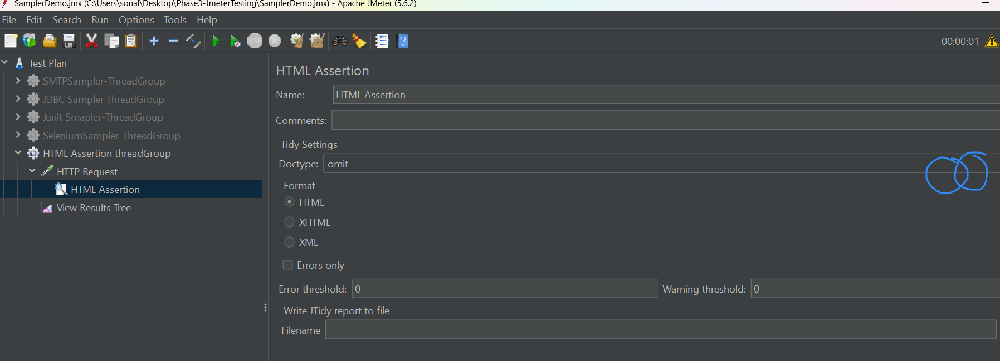 SamplerDemo.jmx (C:\Users\sonal\Desktop\Phase3-JmeterTesting\SamplerDemo.jmx) - Apache JMeter (5.6.2)
File Edit Search Run Options Tools Help
STOP
00:00:01
Test Plan
SMTPSampler-ThreadGroup
JDBC Sampler ThreadGroup
Junit Smapler-ThreadGroup
SeleniumSampler-ThreadGroup
HTML Assertion threadGroup
HTTP Request
HTML Assertion
View Results Tree
HTML Assertion
Name: HTML Assertion
Comments:
Tidy Settings
Doctype: omit
Format
HTML
XHTML
XML
Errors only
Error threshold: 0 Warning threshold: 0
Write JTidy report to file
Filename